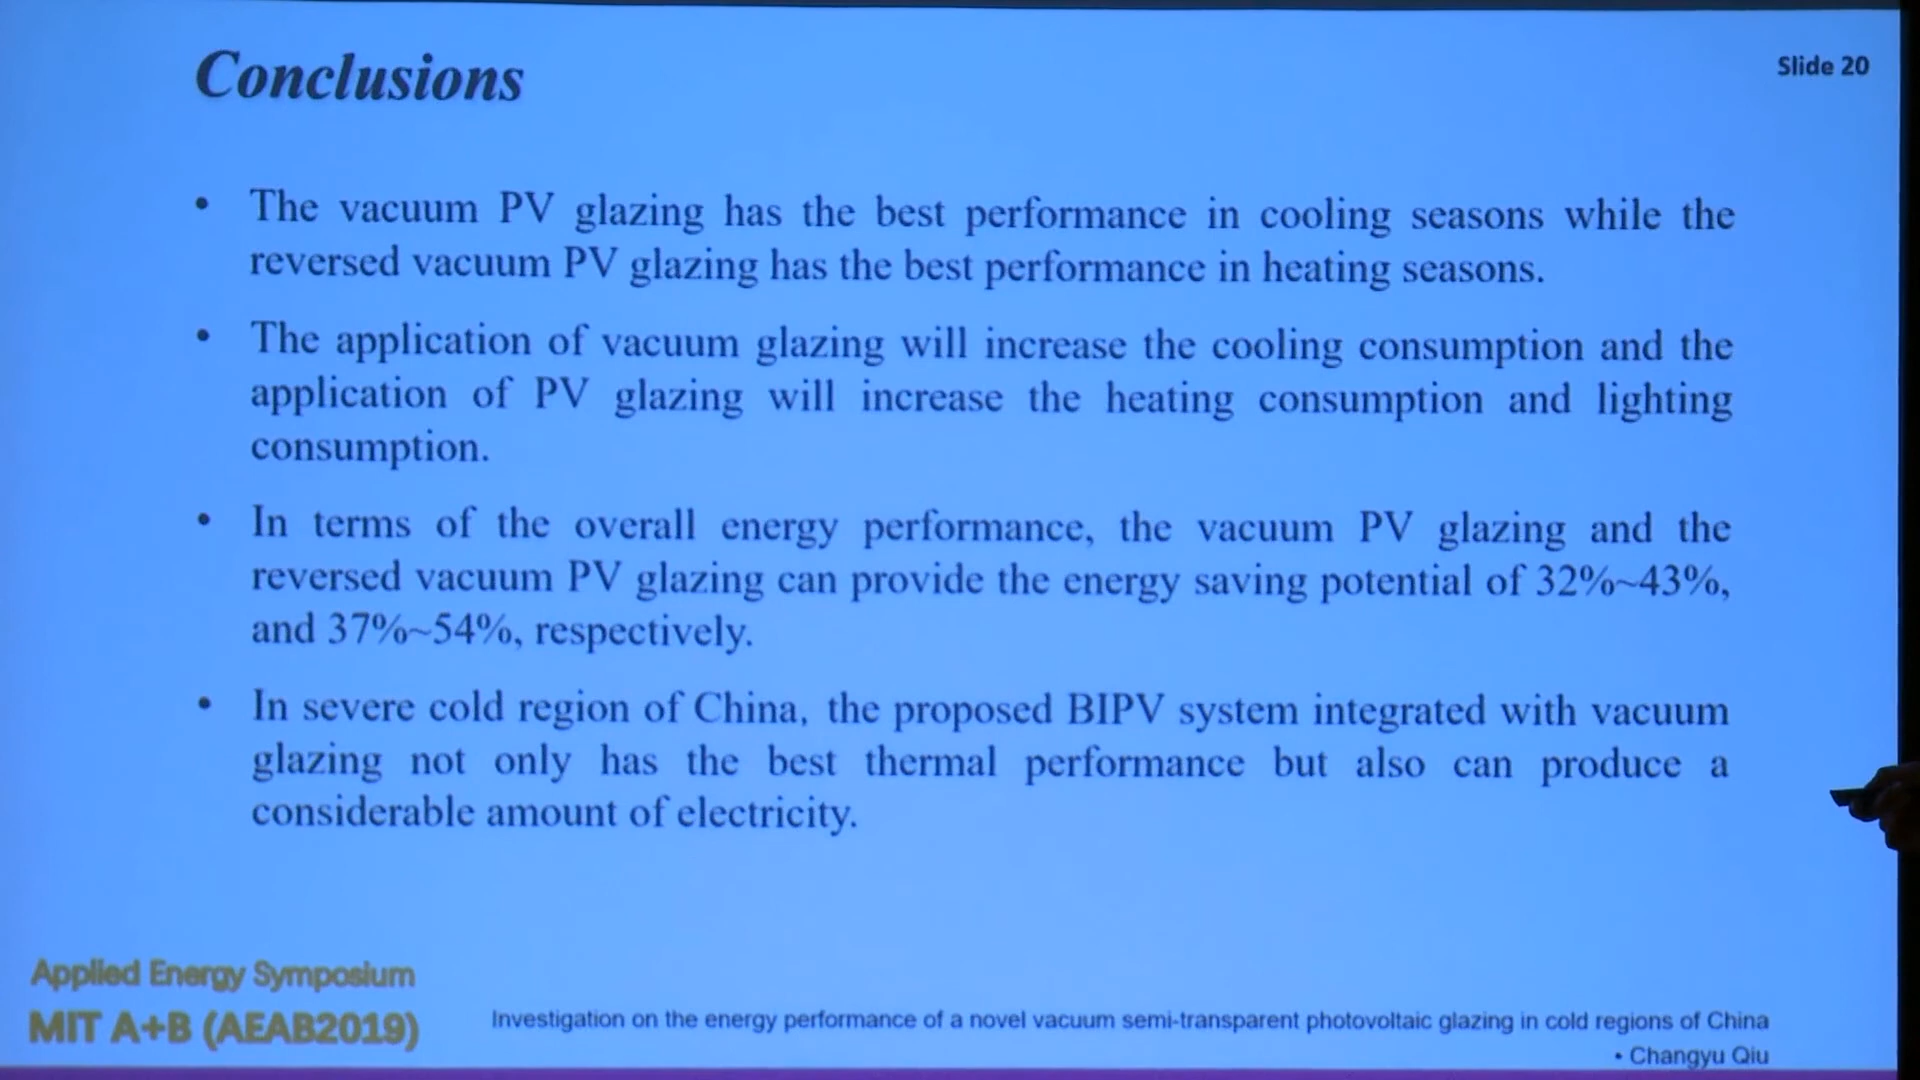 Conclusions
Slide 20
• The vacuum PV glazing has the best performance in cooling seasons while the
reversed vacuum PV glazing has the best performance in heating seasons.
• The application of vacuum glazing will increase the cooling consumption and the
application of PV glazing will increase the heating consumption and lighting
consumption.
• In terms of the overall energy performance, the vacuum PV glazing and the
reversed vacuum PV glazing can provide the energy saving potential of 32%~43%,
and 37%~54%, respectively.
• In severe cold region of China, the proposed BIPV system integrated with vacuum
glazing not only has the best thermal performance but also can produce a
considerable amount of electricity.
Applied Energy Symposium
MIT A+B (AEAB2019)
Investigation on the energy performance of a novel vacuum semi-transparent photovoltaic glazing in cold regions of China
• Changyu Qiu